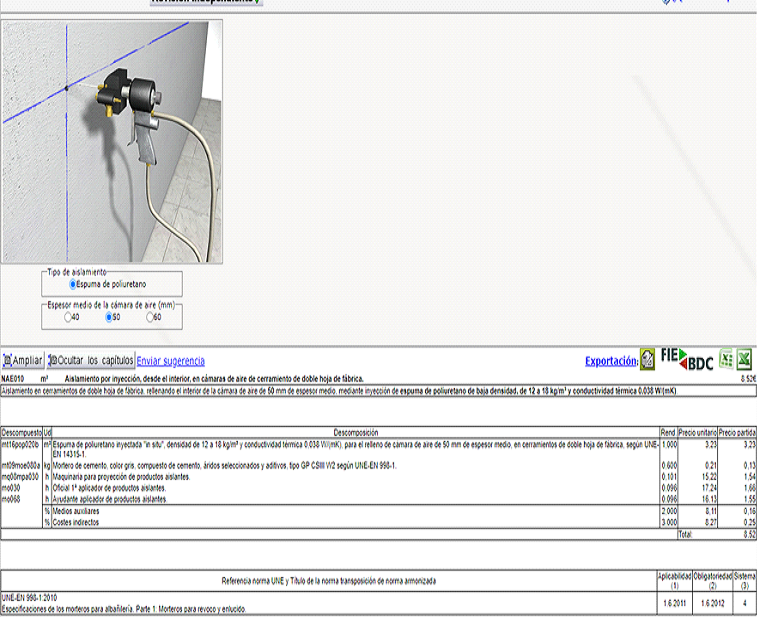 Revisión independiente
Tipo de aislamiento
Espuma de poliuretano
Espesor medio de la cámara de aire (mm)
40 50 60
Ampliar Ocultar los capítulos Enviar sugerencia Exportación: FIE BDC
NAE010 m² Aislamiento por inyección, desde el interior, en cámaras de aire de cerramiento de doble hoja de fábrica. 8.52€
Aislamiento en cerramientos de doble hoja de fábrica, rellenando el interior de la cámara de aire de 50 mm de espesor medio, mediante inyección de espuma de poliuretano de baja densidad, de 12 a 18 kg/m³ y conductividad térmica 0,038 W/(mK)
Descompuesto Ud Descomposición Rend. Precio unitario Precio partida
mt16pop020b m² Espuma de poliuretano inyectada "in situ", densidad de 12 a 18 kg/m³ y conductividad térmica 0,038 W/(mK), para el relleno de cámara de aire de 50 mm de espesor medio, en cerramientos de doble hoja de fábrica, según UNE- 1,000 3,23 3,23
EN 14315-1.
mt09moe080a kg Mortero de cemento, color gris, compuesto de cemento, áridos seleccionados y aditivos, tipo GP CSIII W2 según UNE-EN 998-1. 0.600 0.21 0,13
mq08mpa030 h Maquinaria para proyección de productos aislantes. 0.101 15,22 1,54
mo030 h Oficial 1ª aplicador de productos aislantes. 0.096 17,24 1,66
mo068 h Ayudante aplicador de productos aislantes. 0.096 16,13 1,55
% Medios auxiliares 2.000 8,11 0,16
% Costes indirectos 3.000 8,27 0,25
Total: 8.52
Referencia norma UNE y Título de la norma transposición de norma armonizada Aplicabilidad Obligatoriedad Sistema
(1) (2) (3)
UNE-EN 998-1:2010
Especificaciones de los morteros para albañilería. Parte 1: Morteros para revoco y enlucido. 1.6.2011 1.6.2012 4